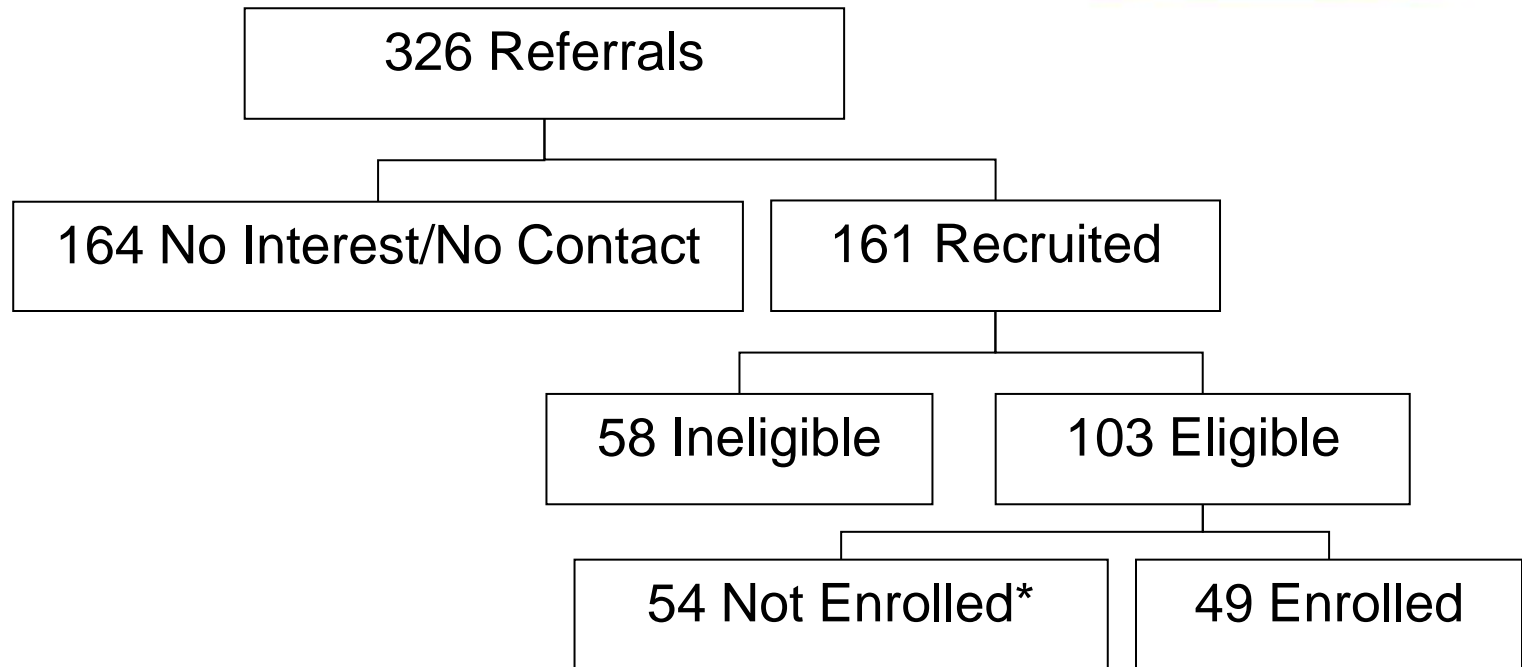 326 Referrals
164 No Interest/No Contact
161 Recruited
58 Ineligible
103 Eligible
54 Not Enrolled*
49 Enrolled